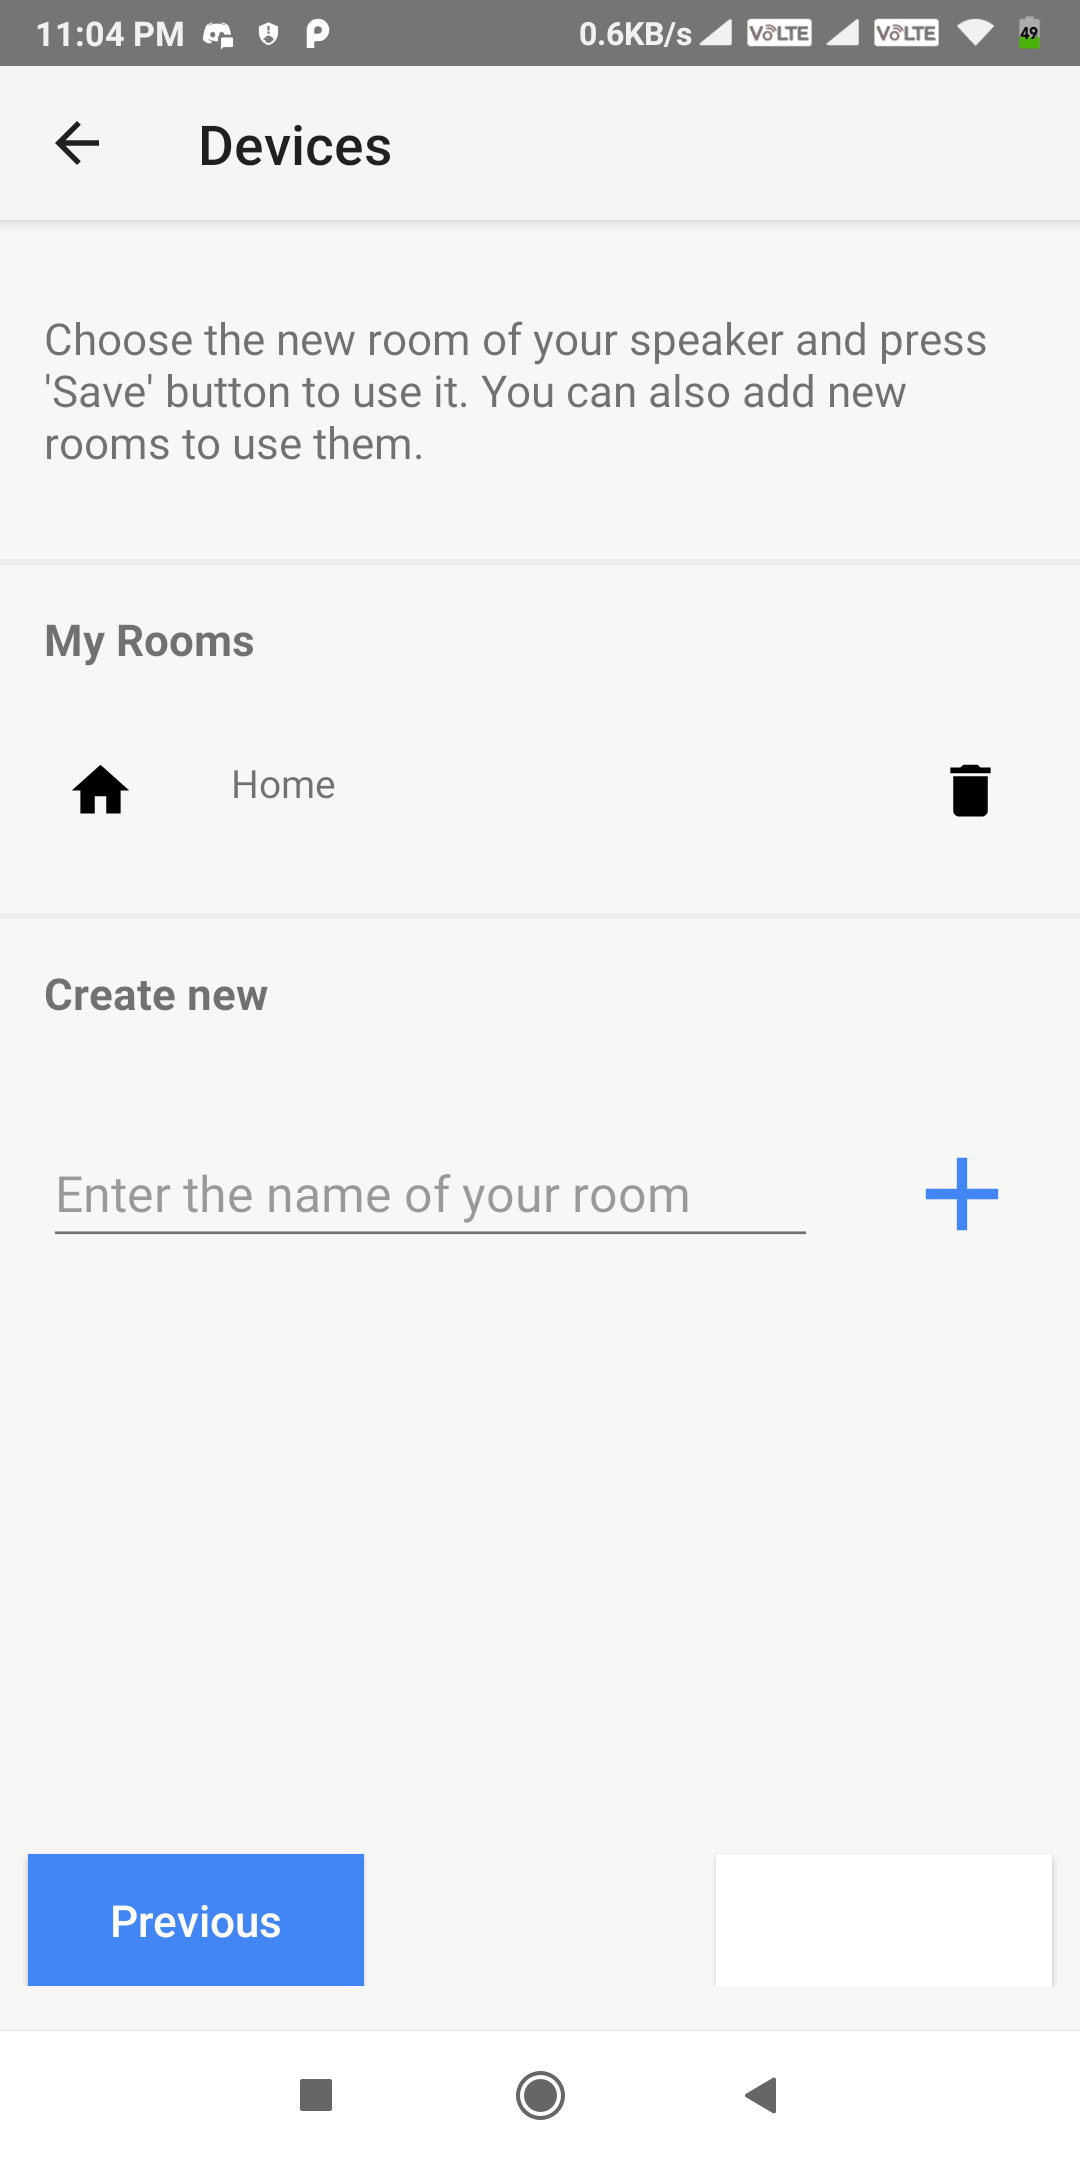 11:04 PM
0.6KB/s VoLTE VoLTE 49
Devices
Choose the new room of your speaker and press
'Save' button to use it. You can also add new
rooms to use them.
My Rooms
Home
Create new
Enter the name of your room
Previous